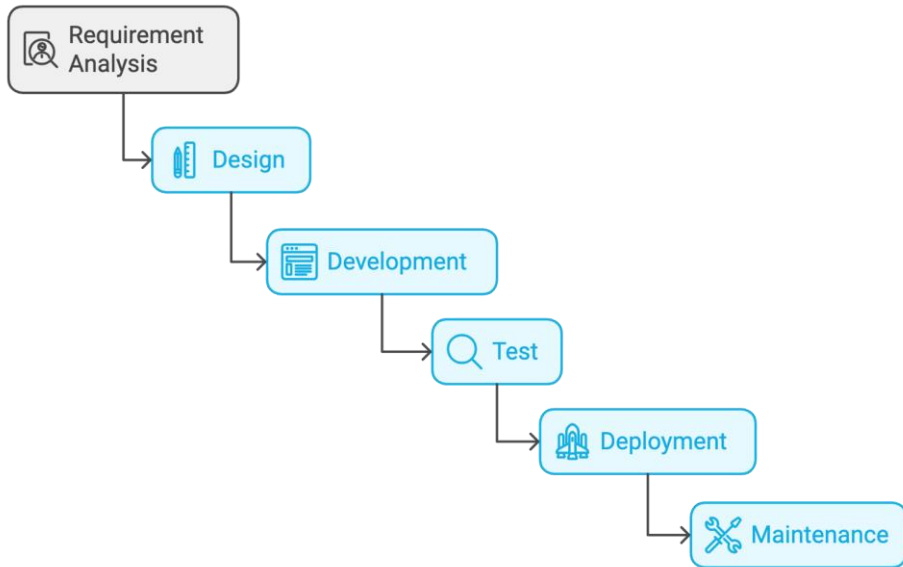 Requirement
Analysis
Design
Development
Test
Deployment
Maintenance